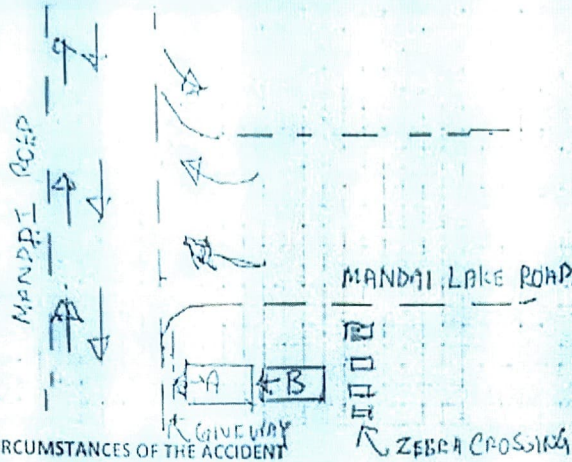 MANDAI ROAD
MANDAI LAKE ROAD
A
B
GIVEWAY
RCUMSTANCES OF THE ACCIDENT
ZEBRA CROSSING